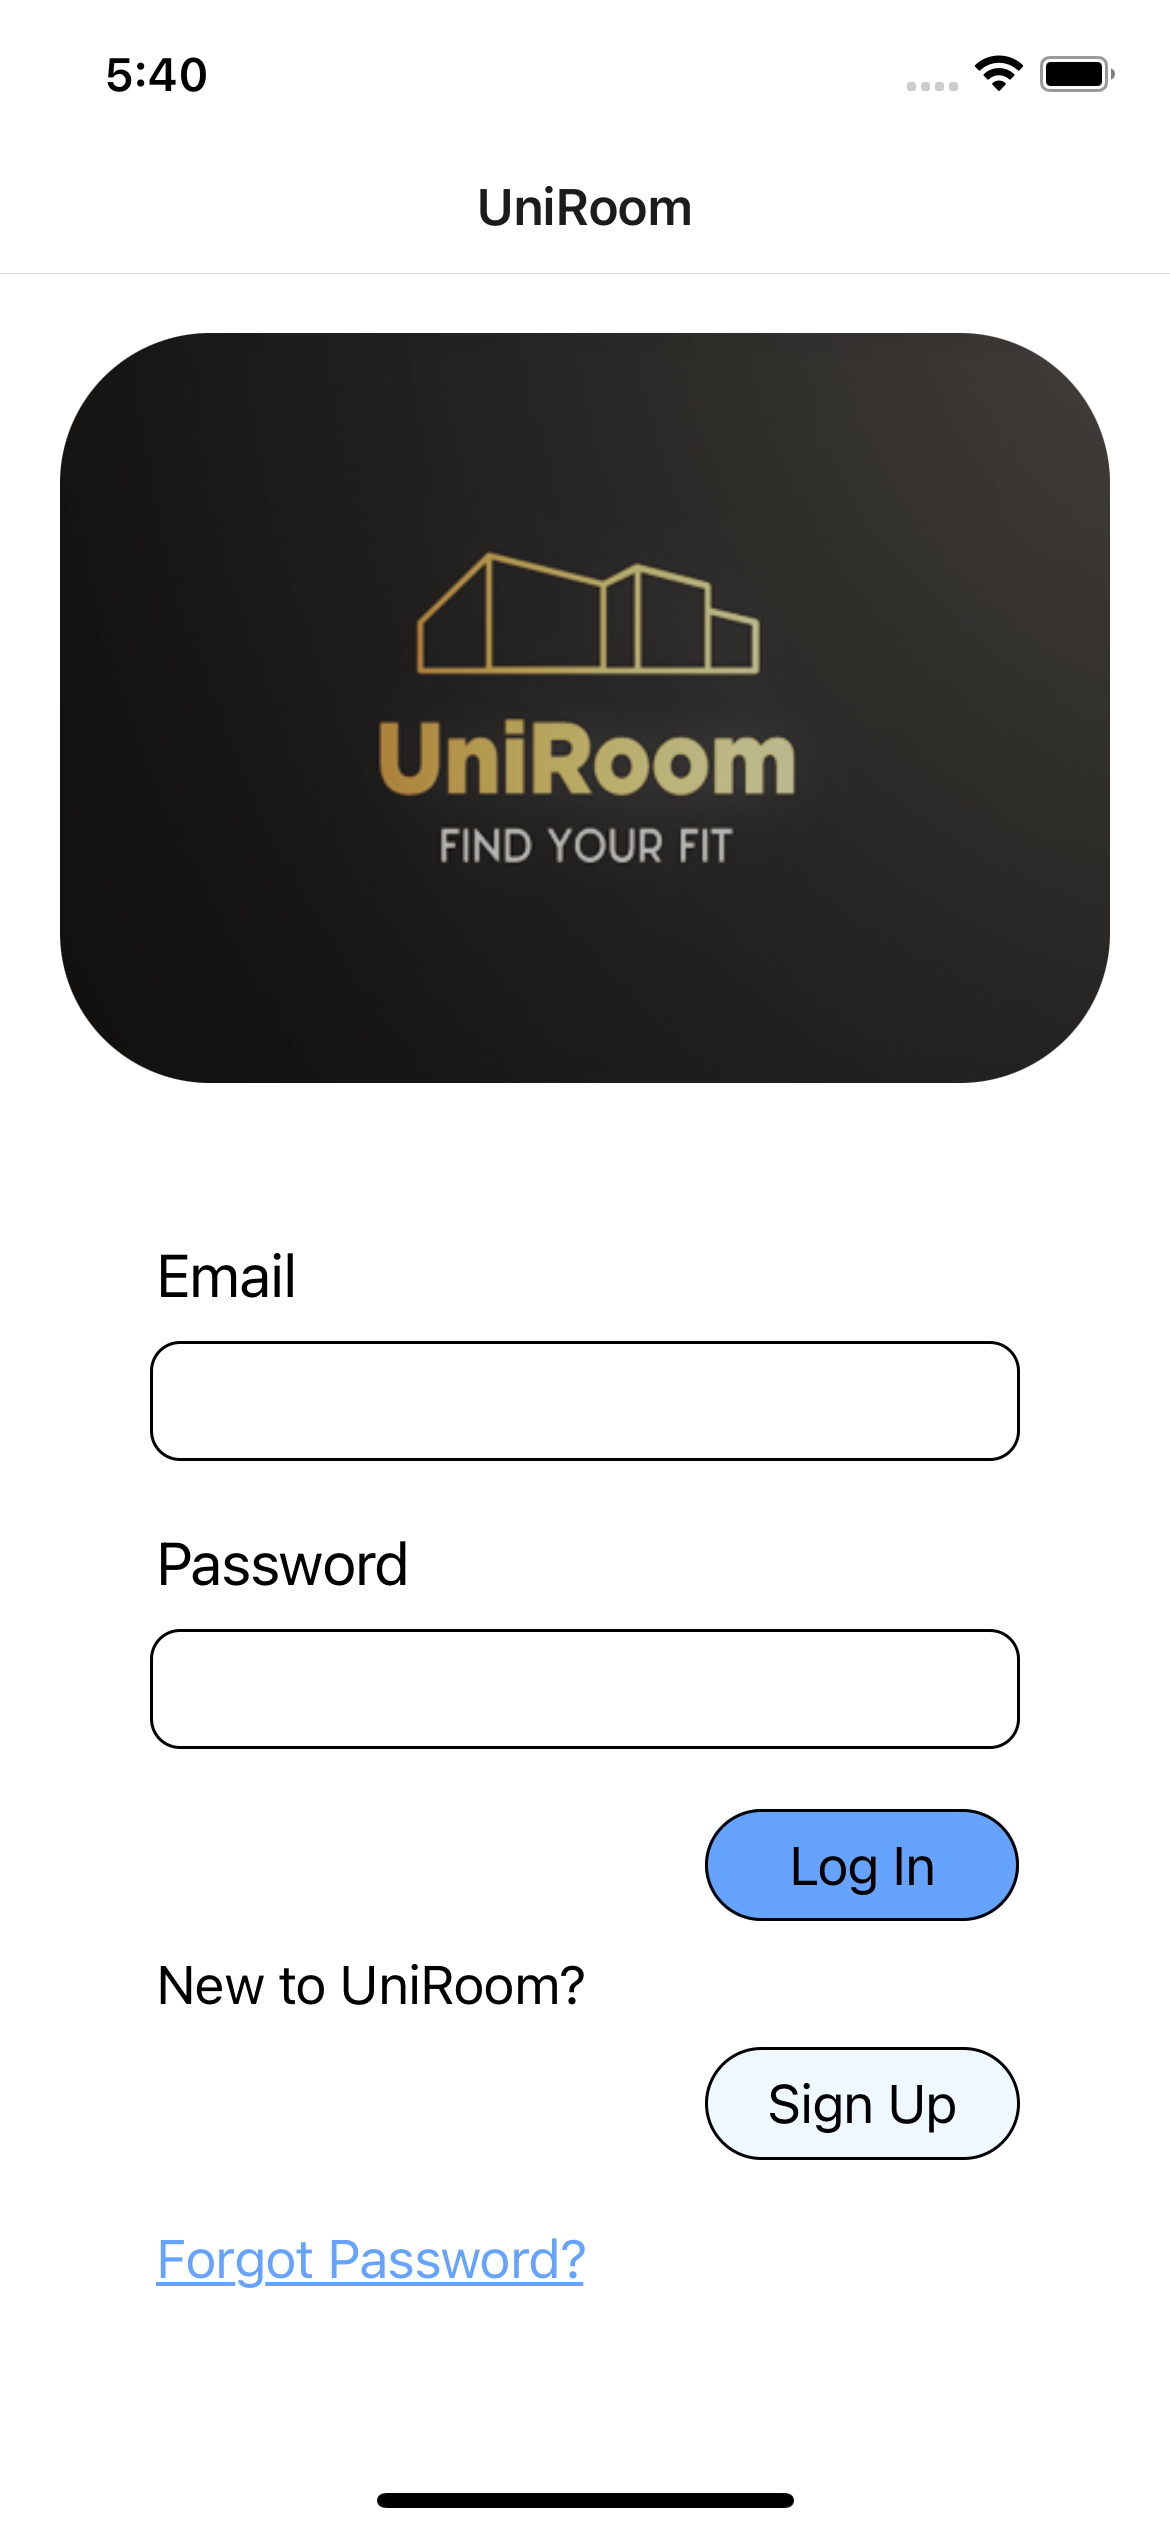 5:40
UniRoom
UniRoom
FIND YOUR FIT
Email
Password
Log In
New to UniRoom?
Sign Up
Forgot Password?